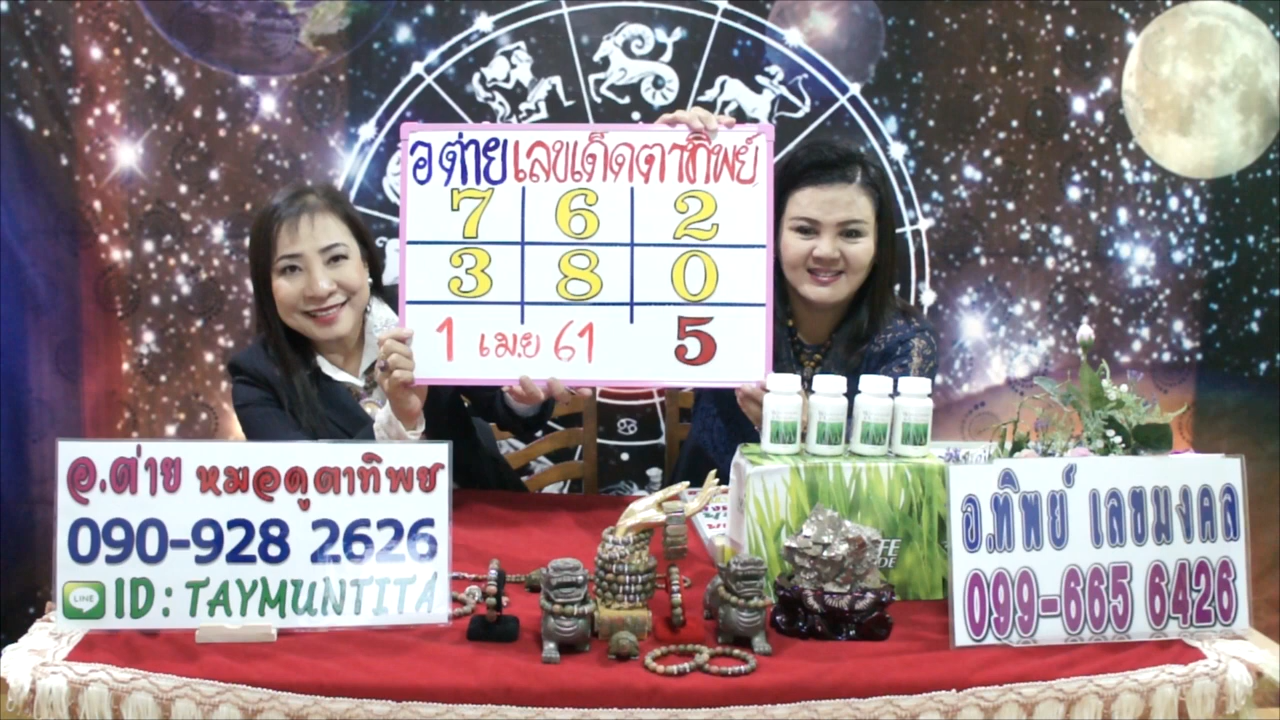 อ ต่าย เลขเด็ดตาทิพย์
7 6 2
3 8 0
1 เม.ย 61 5
อ.ต่าย หมอดูตาทิพย์
090-928 2626
LINE ID : TAYMUNTITA
อ.ทิพย์ เลขมงคล
099-665 6426